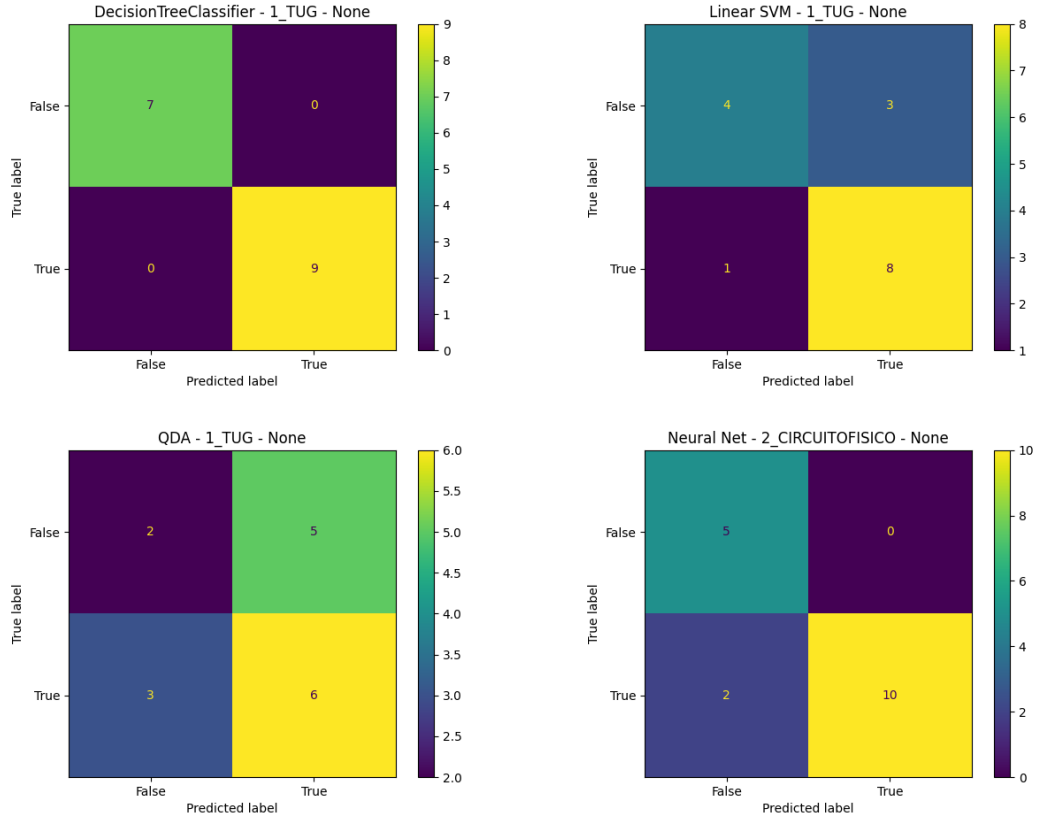 DecisionTreeClassifier - 1_TUG - None
9
8
7
6
5
4
3
2
1
0
False
True
True label
7
0
0
9
False
True
Predicted label
Linear SVM - 1_TUG - None
8
7
6
5
4
3
2
1
False
True
True label
4
3
1
8
False
True
Predicted label
QDA - 1_TUG - None
6.0
5.5
5.0
4.5
4.0
3.5
3.0
2.5
2.0
False
True
True label
2
5
3
6
False
True
Predicted label
Neural Net - 2_CIRCUITOFISICO - None
10
8
6
4
2
0
False
True
True label
5
0
2
10
False
True
Predicted label